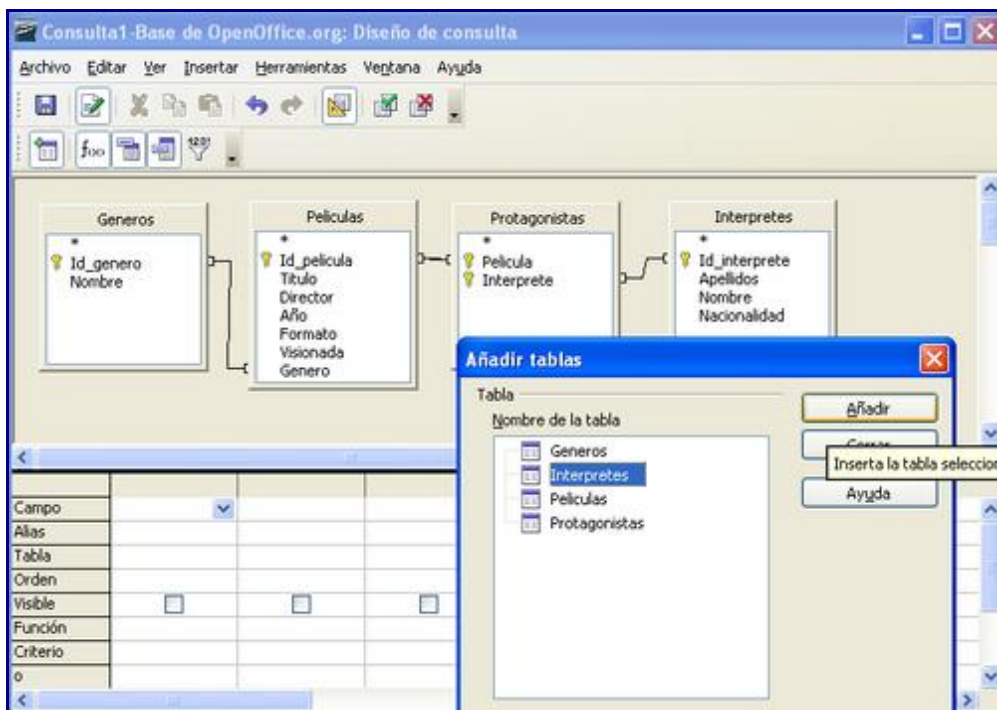 Consulta1-Base de OpenOffice.org: Diseño de consulta
Archivo Editar Ver Insertar Herramientas Ventana Ayuda
Generos
*
Id_genero
Nombre
Peliculas
*
Id_pelicula
Titulo
Director
Año
Formato
Visionada
Genero
Protagonistas
*
Pelicula
Interprete
Interpretes
*
Id_interprete
Apellidos
Nombre
Nacionalidad
Añadir tablas
Tabla
Nombre de la tabla
Generos
Interpretes
Peliculas
Protagonistas
Añadir
Cerrar
Inserta la tabla seleccion
Ayuda
Campo
Alias
Tabla
Orden
Visible
Función
Criterio
o